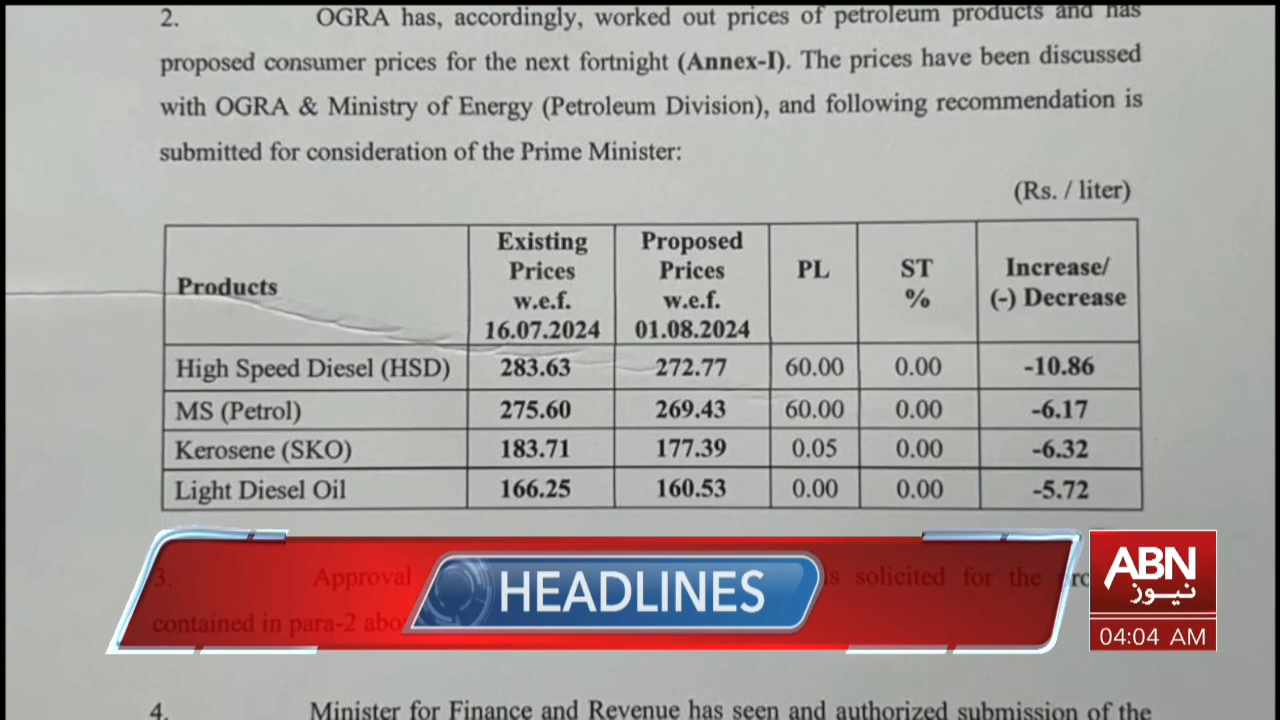 2. OGRA has, accordingly, worked out prices of petroleum products and has
proposed consumer prices for the next fortnight (Annex-I). The prices have been discussed
with OGRA & Ministry of Energy (Petroleum Division), and following recommendation is
submitted for consideration of the Prime Minister:
(Rs. / liter)
Products | Existing Prices w.e.f. 16.07.2024 | Proposed Prices w.e.f. 01.08.2024 | PL | ST % | Increase/ (-) Decrease
High Speed Diesel (HSD) 283.63 272.77 60.00 0.00 -10.86
MS (Petrol) 275.60 269.43 60.00 0.00 -6.17
Kerosene (SKO) 183.71 177.39 0.05 0.00 -6.32
Light Diesel Oil 166.25 160.53 0.00 0.00 -5.72
3. Approval solicited for the
contained in para-2
HEADLINES
ABN
نیوز
04:04 AM
4. Minister for Finance and Revenue has seen and authorized submission of the